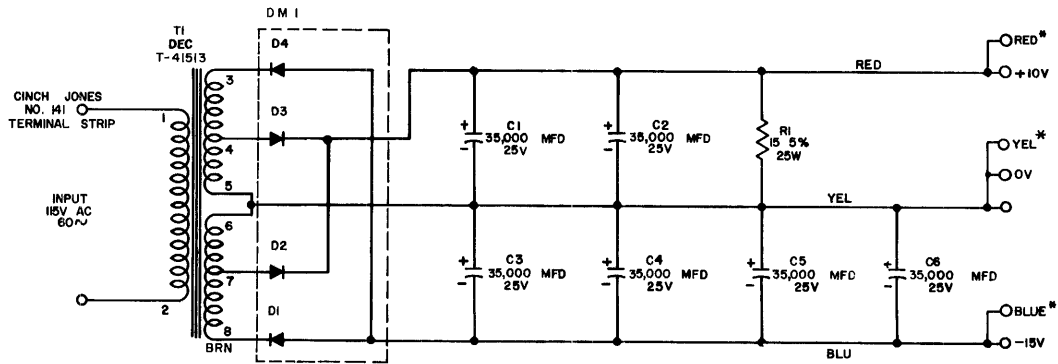 DM1
T1
DEC
T-41513
D4
RED*
3
RED
+10V
CINCH JONES
NO. 141
TERMINAL STRIP
1
D3
+
C1
35,000 MFD
-
25V
+
C2
35,000 MFD
-
25V
R1
15 5%
25W
YEL*
4
0V
5
YEL
INPUT
115V AC
60~
6
D2
+
C3
35,000 MFD
-
25V
+
C4
35,000 MFD
-
25V
+
C5
35,000 MFD
-
25V
+
C6
35,000 MFD
-
25V
7
D1
2
8
BRN
BLUE*
BLU
-15V